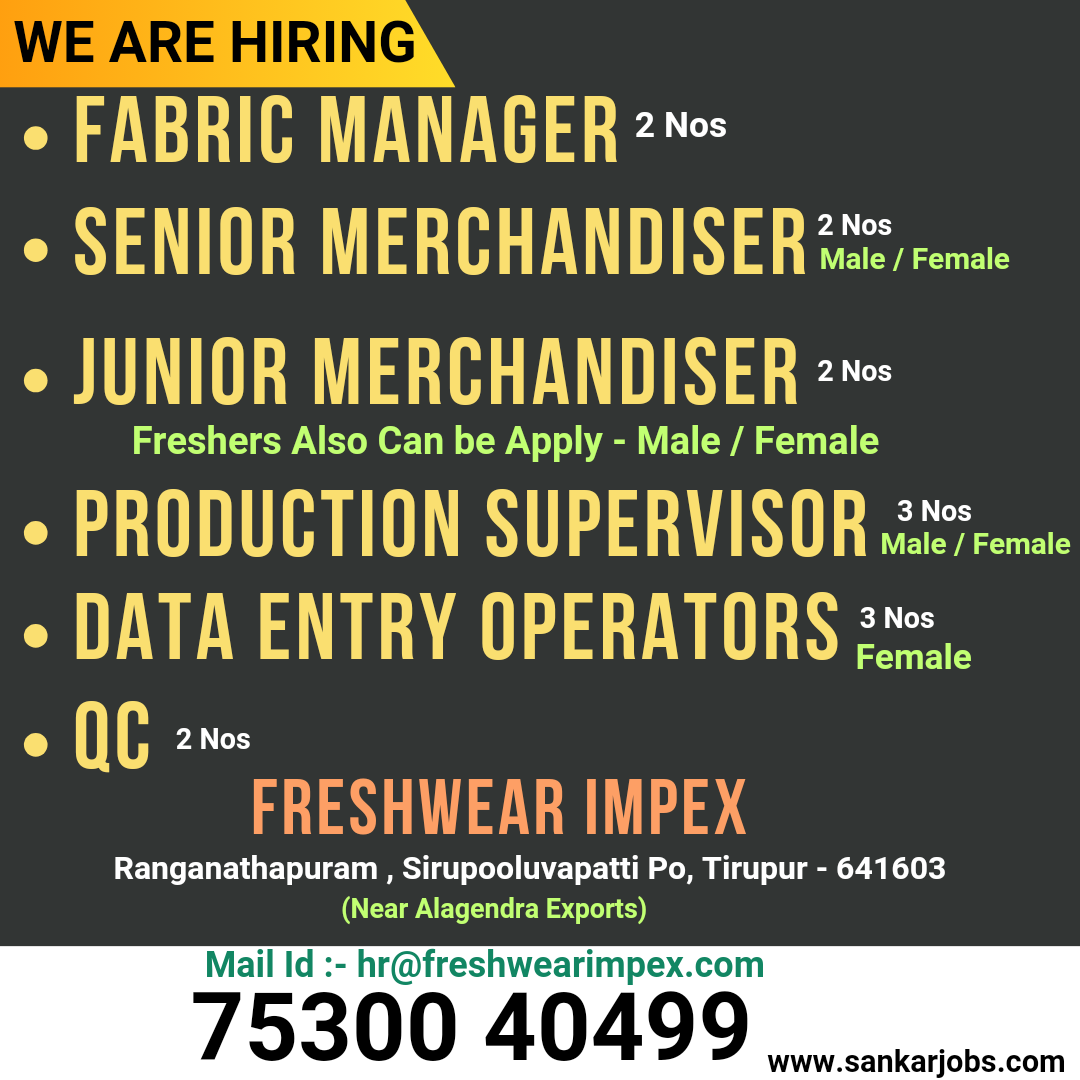 WE ARE HIRING
• FABRIC MANAGER 2 Nos
• SENIOR MERCHANDISER 2 Nos
Male / Female
• JUNIOR MERCHANDISER 2 Nos
Freshers Also Can be Apply - Male / Female
• PRODUCTION SUPERVISOR 3 Nos
Male / Female
• DATA ENTRY OPERATORS 3 Nos
Female
• QC 2 Nos
FRESHWEAR IMPEX
Ranganathapuram , Sirupooluvapatti Po, Tirupur - 641603
(Near Alagendra Exports)
Mail Id :- hr@freshwearimpex.com
75300 40499
www.sankarjobs.com